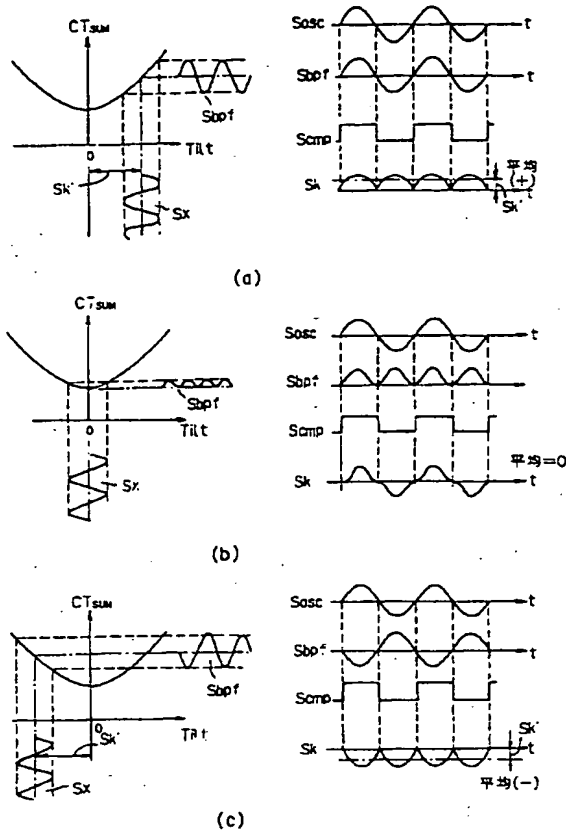 CTSUM
Sbpf
0
Tilt
Sk'
Sx
Sosc
t
Sbpf
t
Scmp
Sk
平均
(+)
Sk'
t
(a)
CTSUM
Sbpf
0
Tilt
Sx
Sosc
t
Sbpf
t
Scmp
平均=0
Sk
t
(b)
CTSUM
Sbpf
0
Tilt
Sk'
Sx
Sosc
t
Sbpf
t
Scmp
Sk'
Sk
t
平均(-)
(c)